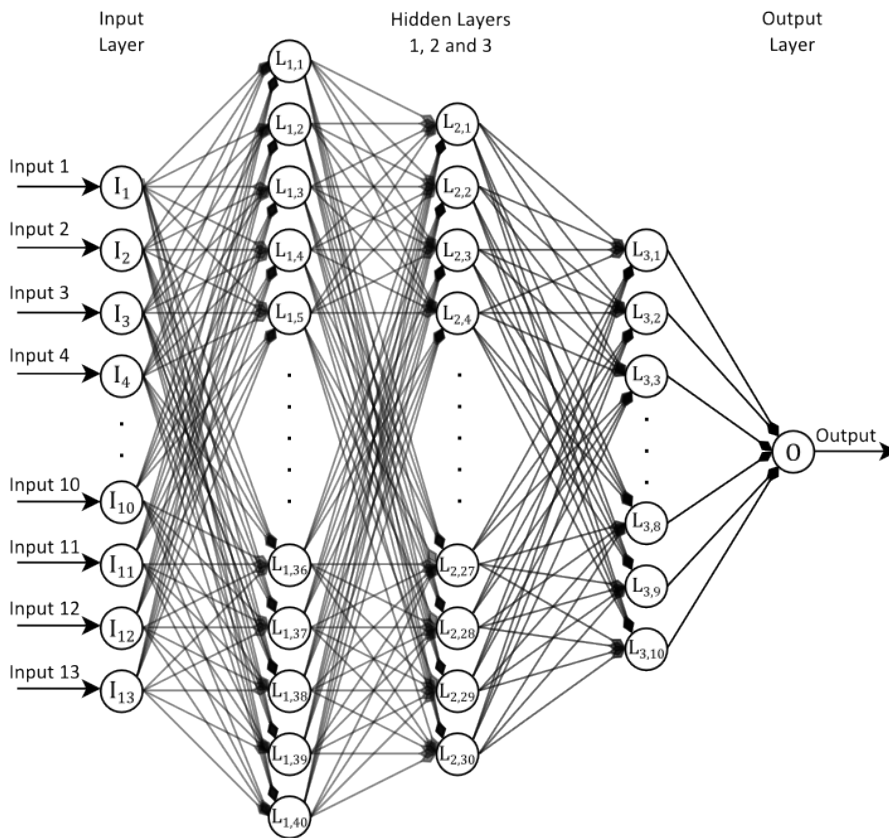 Input
Layer
Hidden Layers
1, 2 and 3
Output
Layer
Input 1
Input 2
Input 3
Input 4
Input 10
Input 11
Input 12
Input 13
I₁
I₂
I₃
I₄
I₁₀
I₁₁
I₁₂
I₁₃
L₁,₁
L₁,₂
L₁,₃
L₁,₄
L₁,₅
L₁,₃₆
L₁,₃₇
L₁,₃₈
L₁,₃₉
L₁,₄₀
L₂,₁
L₂,₂
L₂,₃
L₂,₄
L₂,₂₇
L₂,₂₈
L₂,₂₉
L₂,₃₀
L₃,₁
L₃,₂
L₃,₃
L₃,₈
L₃,₉
L₃,₁₀
O
Output